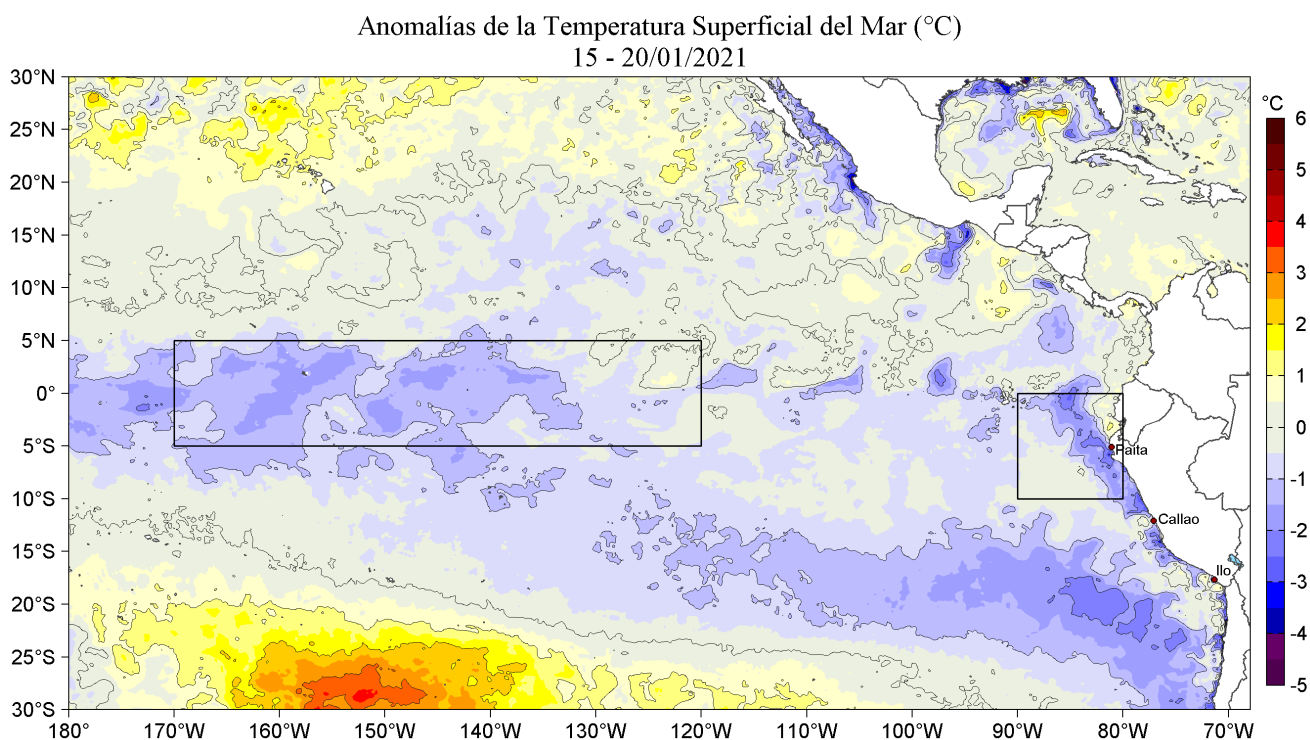 Anomalías de la Temperatura Superficial del Mar (°C)
15 - 20/01/2021
30°N
25°N
20°N
15°N
10°N
5°N
0°
5°S
10°S
15°S
20°S
25°S
30°S
180°
170°W
160°W
150°W
140°W
130°W
120°W
110°W
100°W
90°W
80°W
70°W
Paita
Callao
Ilo
°C
6
5
4
3
2
1
0
-1
-2
-3
-4
-5